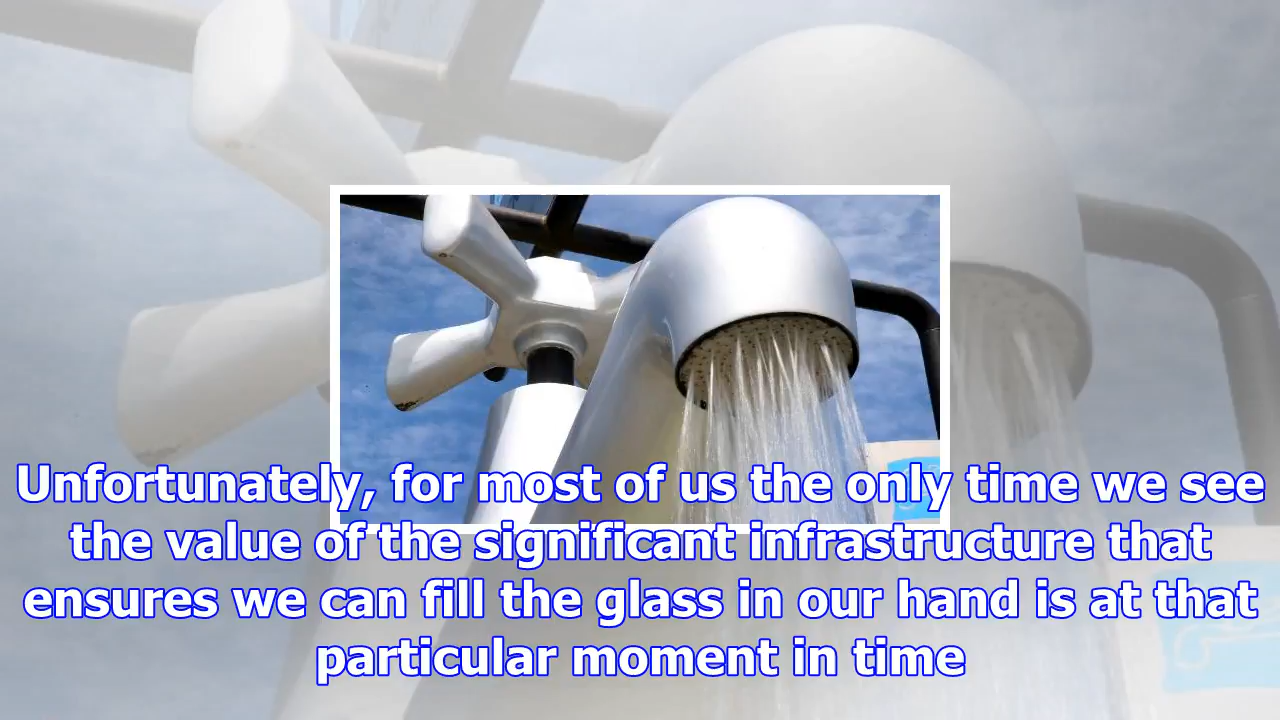 Unfortunately, for most of us the only time we see
the value of the significant infrastructure that
ensures we can fill the glass in our hand is at that
particular moment in time